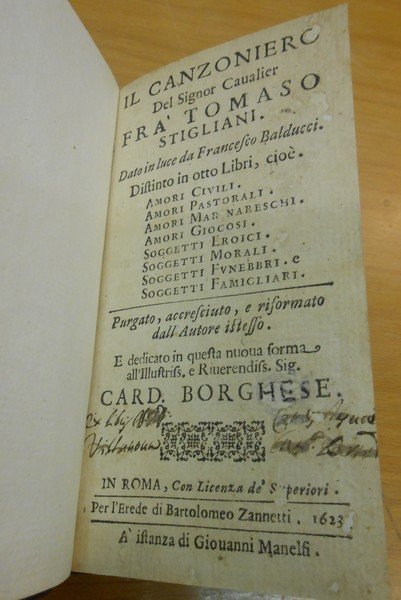 IL CANZONIERO
Del Signor Caualier
FRA' TOMASO
STIGLIANI.
Dato in luce da Francesco Balducci.
Distinto in otto Libri, cioè.
AMORI CIVILI.
AMORI PASTORALI.
AMORI MARINARESCHI.
AMORI GIOCOSI.
SOGGETTI EROICI.
SOGGETTI MORALI.
SOGGETTI FVNEBBRI. e
SOGGETTI FAMIGLIARI.
Purgato, accresciuto, e riformato
dall'Autore istesso.
E dedicato in questa nuoua forma
all'Illustriss. e Riuerendiss. Sig.
CARD. BORGHESE.
Ex
Villanoua
IN ROMA, Con Licenza de' Superiori.
Per l'Erede di Bartolomeo Zannetti. 1623
A' istanza di Giouanni Manelfi.